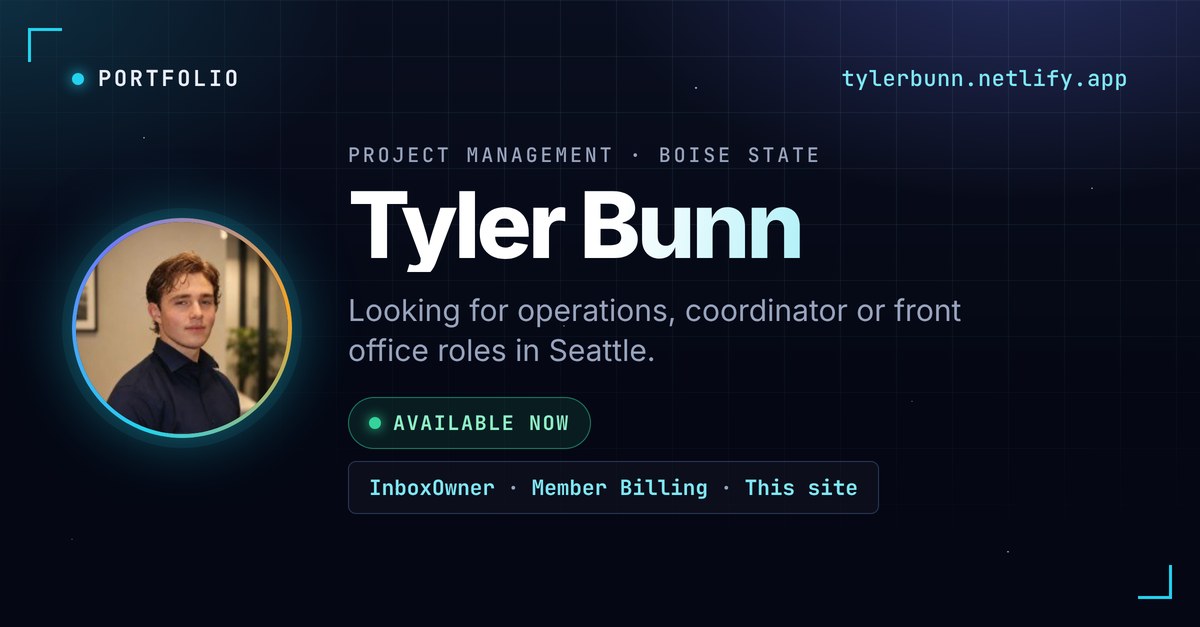 PORTFOLIO
tylerbunn.netlify.app
PROJECT MANAGEMENT · BOISE STATE
Tyler Bunn
Looking for operations, coordinator or front
office roles in Seattle.
AVAILABLE NOW
InboxOwner · Member Billing · This site